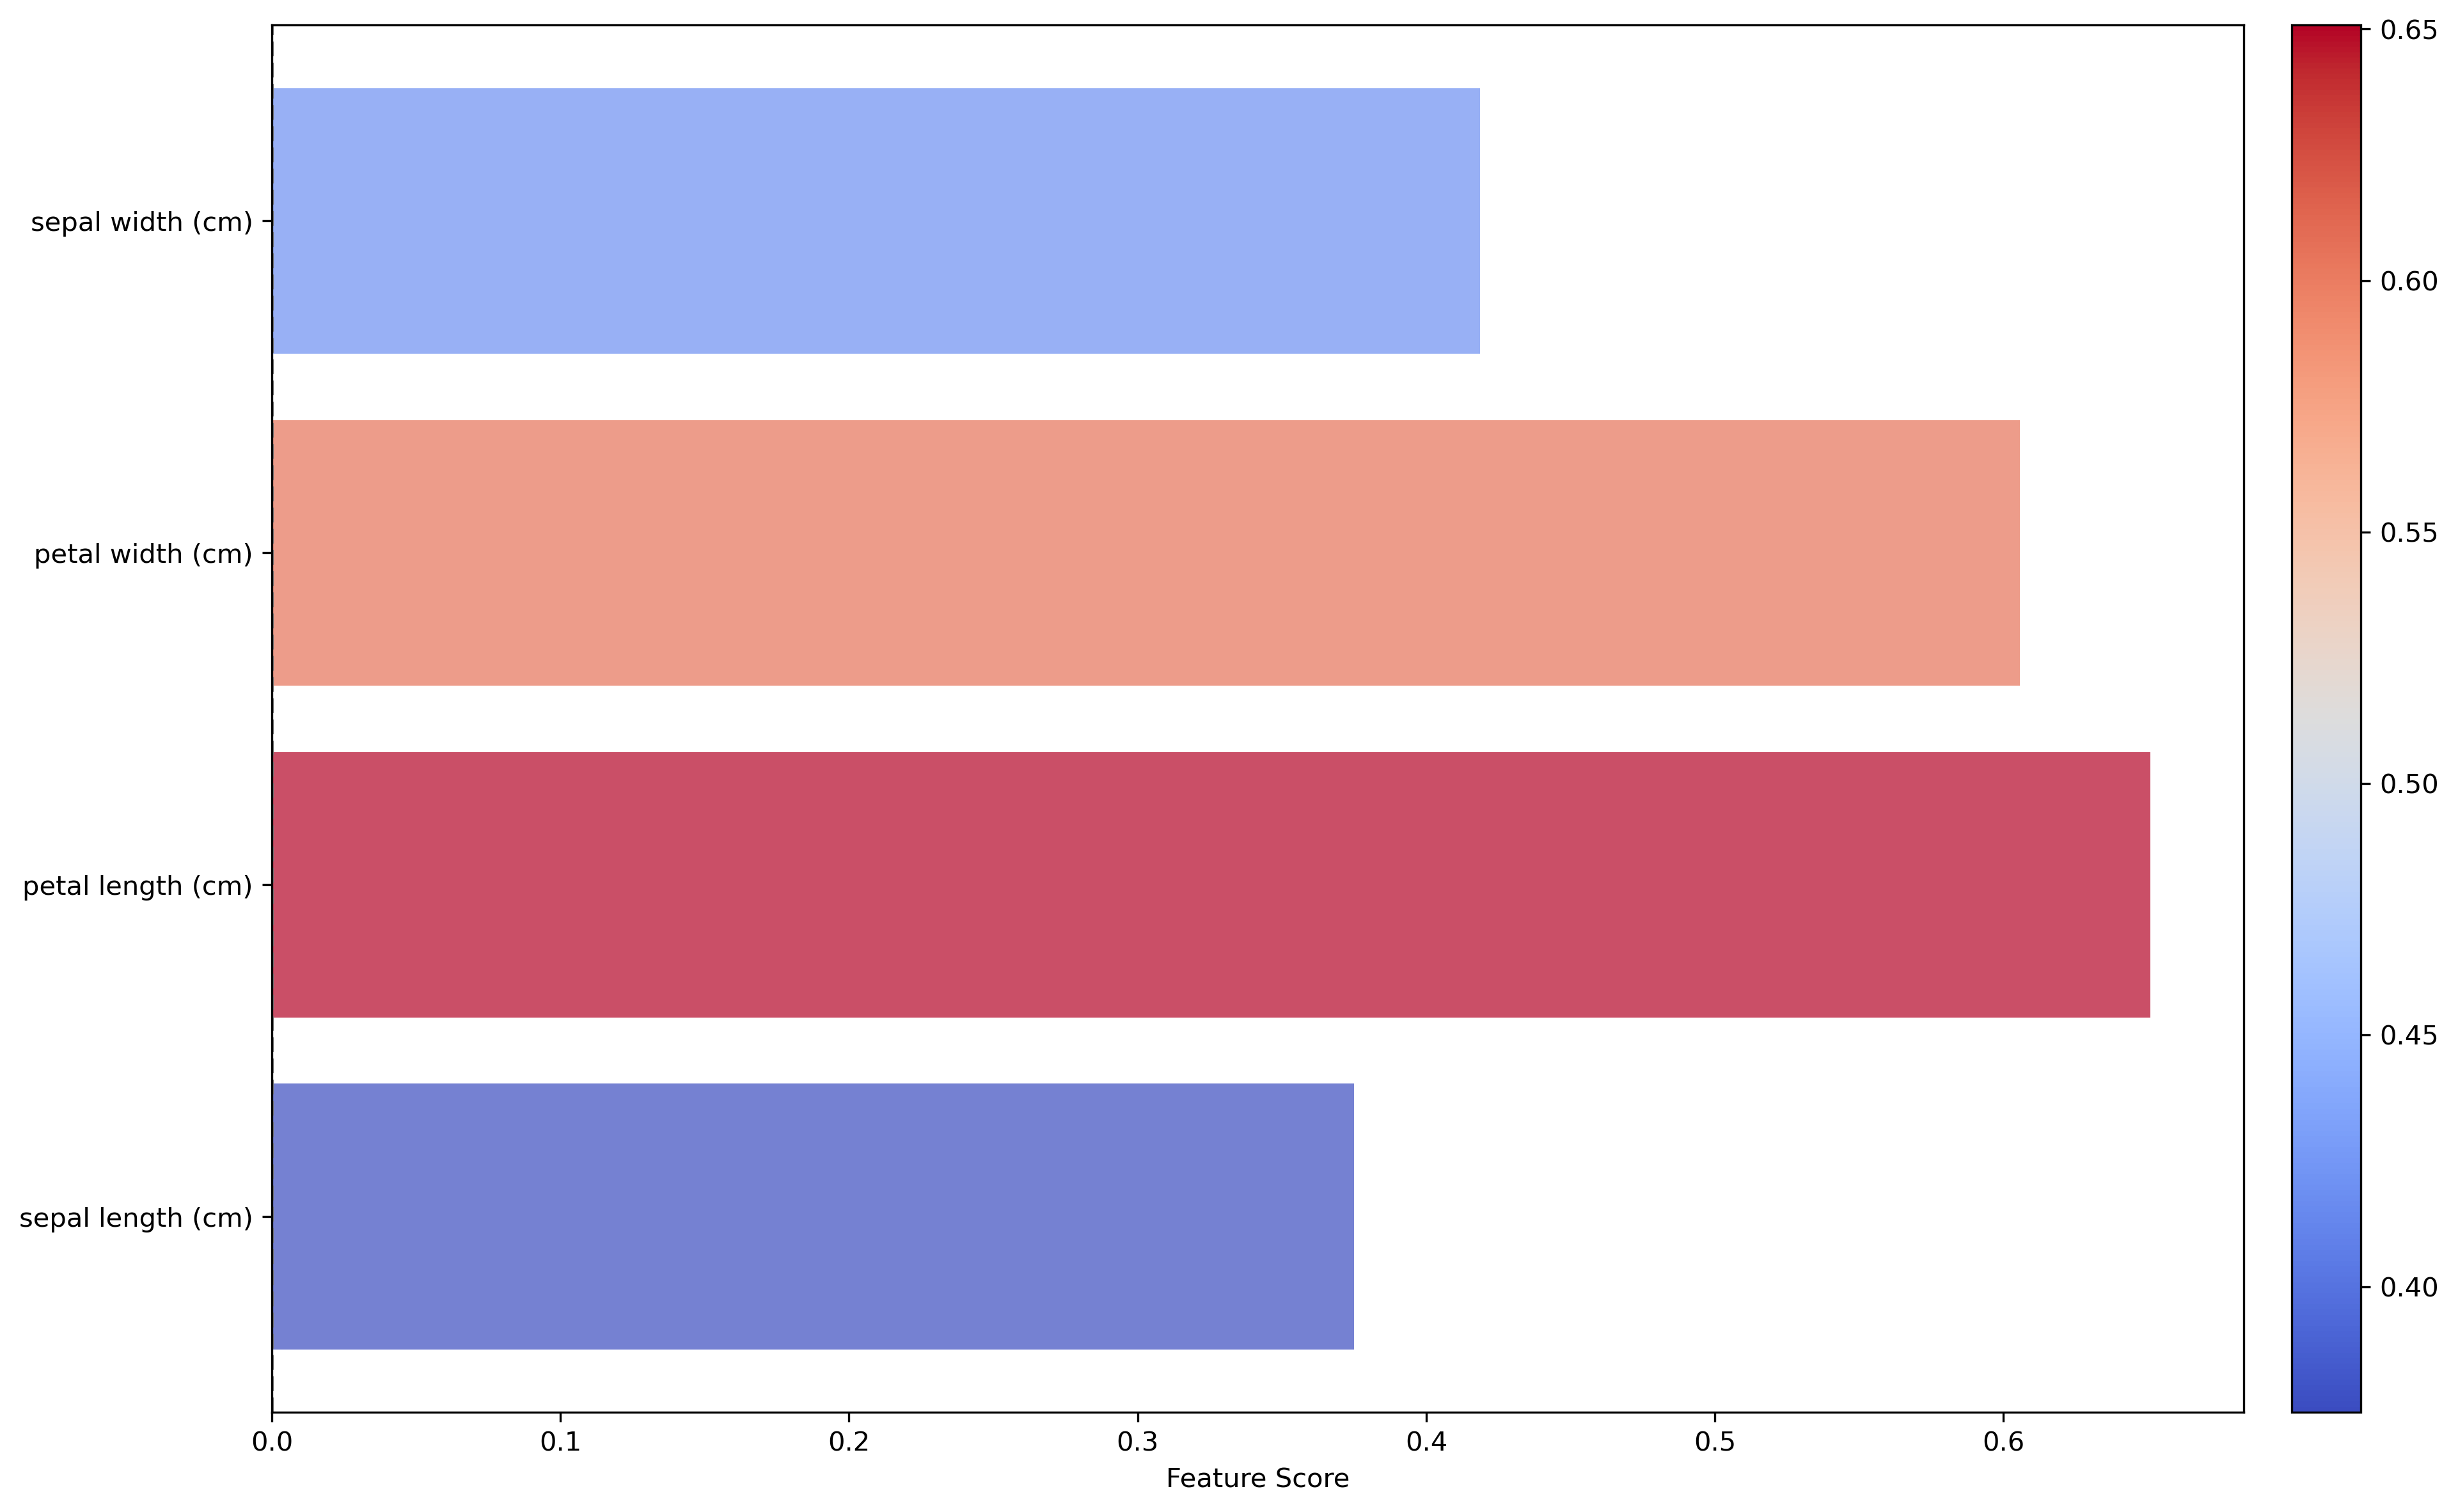 sepal width (cm)
petal width (cm)
petal length (cm)
sepal length (cm)
0.0 0.1 0.2 0.3 0.4 0.5 0.6
Feature Score
0.65
0.60
0.55
0.50
0.45
0.40